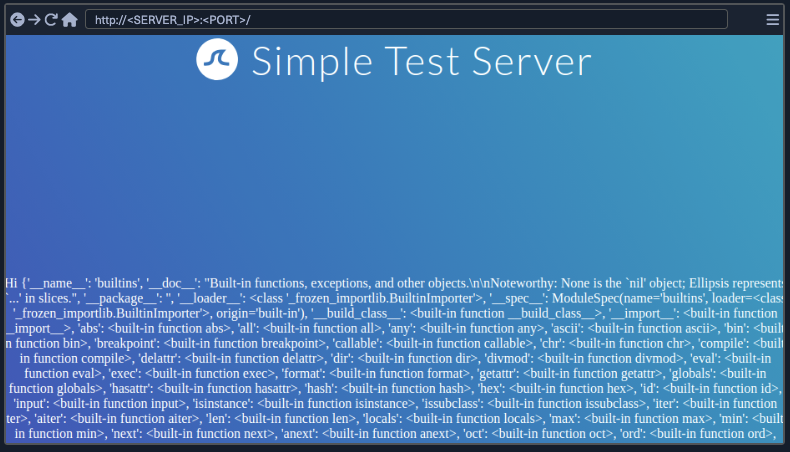 http://<SERVER_IP>:<PORT>/
Simple Test Server
Hi {'__name__': 'builtins', '__doc__': "Built-in functions, exceptions, and other objects.\n\nNoteworthy: None is the `nil' object; Ellipsis represents
`...' in slices.", '__package__': '', '__loader__': <class '_frozen_importlib.BuiltinImporter'>, '__spec__': ModuleSpec(name='builtins', loader=<class
'_frozen_importlib.BuiltinImporter'>, origin='built-in'), '__build_class__': <built-in function __build_class__>, '__import__': <built-in function
__import__>, 'abs': <built-in function abs>, 'all': <built-in function all>, 'any': <built-in function any>, 'ascii': <built-in function ascii>, 'bin': <built-
in function bin>, 'breakpoint': <built-in function breakpoint>, 'callable': <built-in function callable>, 'chr': <built-in function chr>, 'compile': <built-
in function compile>, 'delattr': <built-in function delattr>, 'dir': <built-in function dir>, 'divmod': <built-in function divmod>, 'eval': <built-in
function eval>, 'exec': <built-in function exec>, 'format': <built-in function format>, 'getattr': <built-in function getattr>, 'globals': <built-in
function globals>, 'hasattr': <built-in function hasattr>, 'hash': <built-in function hash>, 'hex': <built-in function hex>, 'id': <built-in function id>,
'input': <built-in function input>, 'isinstance': <built-in function isinstance>, 'issubclass': <built-in function issubclass>, 'iter': <built-in function
iter>, 'aiter': <built-in function aiter>, 'len': <built-in function len>, 'locals': <built-in function locals>, 'max': <built-in function max>, 'min': <built-
in function min>, 'next': <built-in function next>, 'anext': <built-in function anext>, 'oct': <built-in function oct>, 'ord': <built-in function ord>,